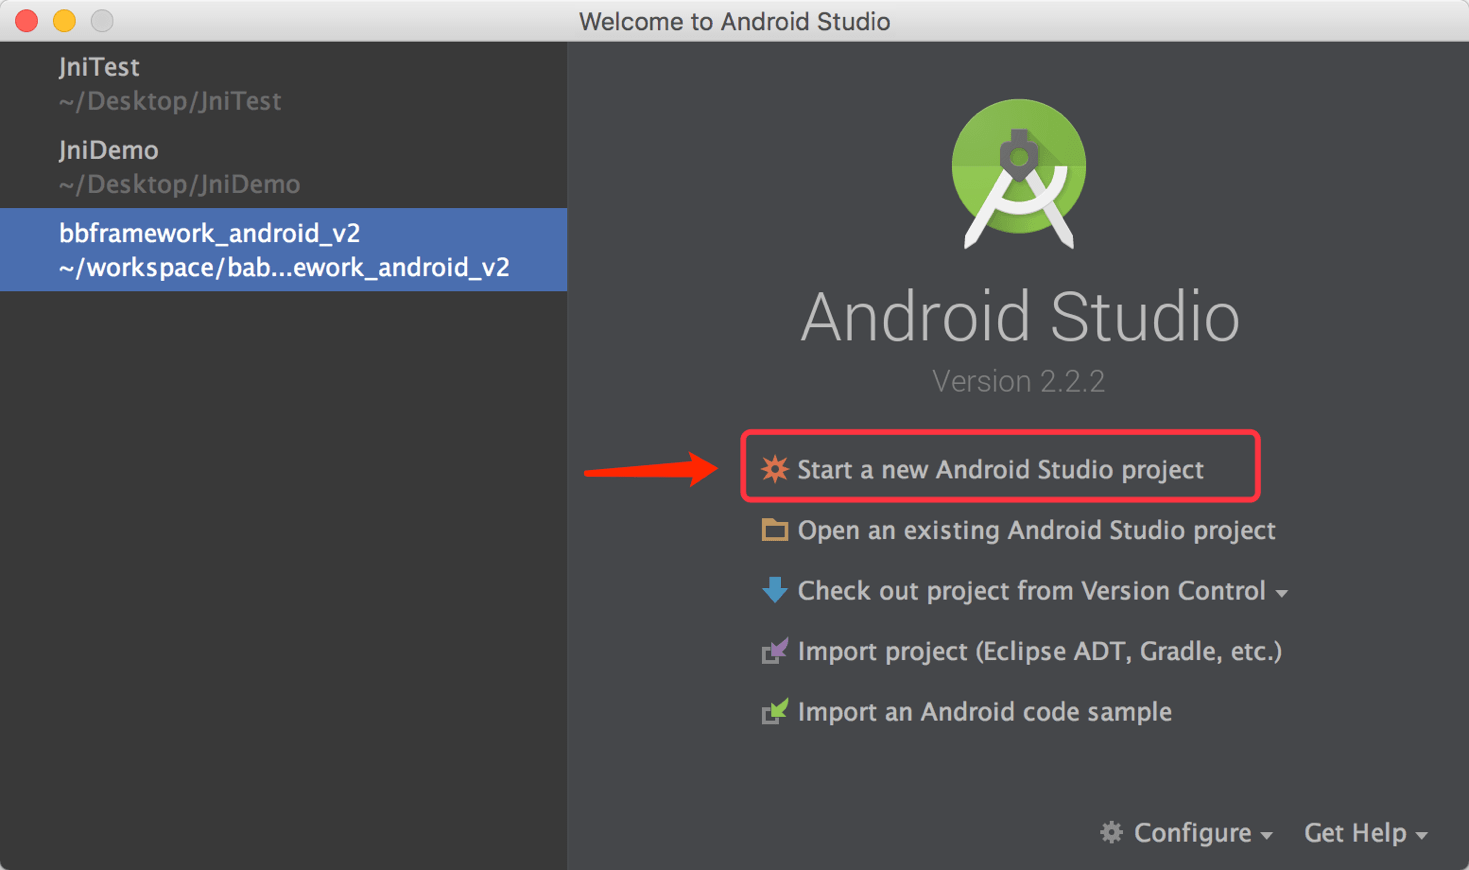 Welcome to Android Studio
JniTest
~/Desktop/JniTest
JniDemo
~/Desktop/JniDemo
bbframework_android_v2
~/workspace/bab...ework_android_v2
Android Studio
Version 2.2.2
Start a new Android Studio project
Open an existing Android Studio project
Check out project from Version Control
Import project (Eclipse ADT, Gradle, etc.)
Import an Android code sample
Configure
Get Help